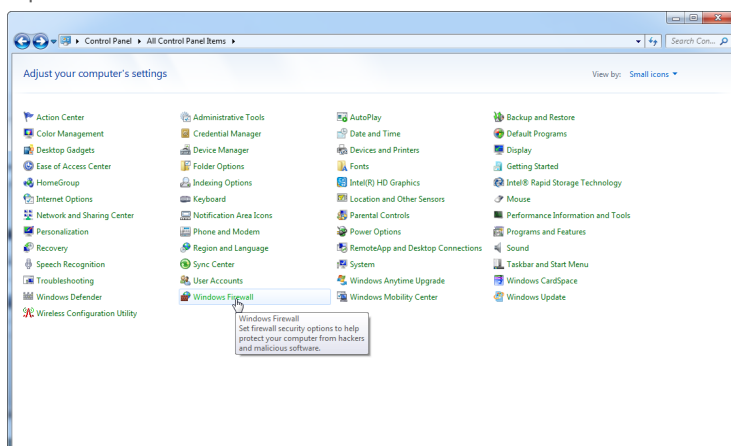 Control Panel ▸ All Control Panel Items ▸ Search Con...
Adjust your computer's settings View by: Small icons
Action Center Administrative Tools AutoPlay Backup and Restore
Color Management Credential Manager Date and Time Default Programs
Desktop Gadgets Device Manager Devices and Printers Display
Ease of Access Center Folder Options Fonts Getting Started
HomeGroup Indexing Options Intel(R) HD Graphics Intel® Rapid Storage Technology
Internet Options Keyboard Location and Other Sensors Mouse
Network and Sharing Center Notification Area Icons Parental Controls Performance Information and Tools
Personalization Phone and Modem Power Options Programs and Features
Recovery Region and Language RemoteApp and Desktop Connections Sound
Speech Recognition Sync Center System Taskbar and Start Menu
Troubleshooting User Accounts Windows Anytime Upgrade Windows CardSpace
Windows Defender Windows Firewall Windows Mobility Center Windows Update
Wireless Configuration Utility
Windows Firewall
Set firewall security options to help
protect your computer from hackers
and malicious software.